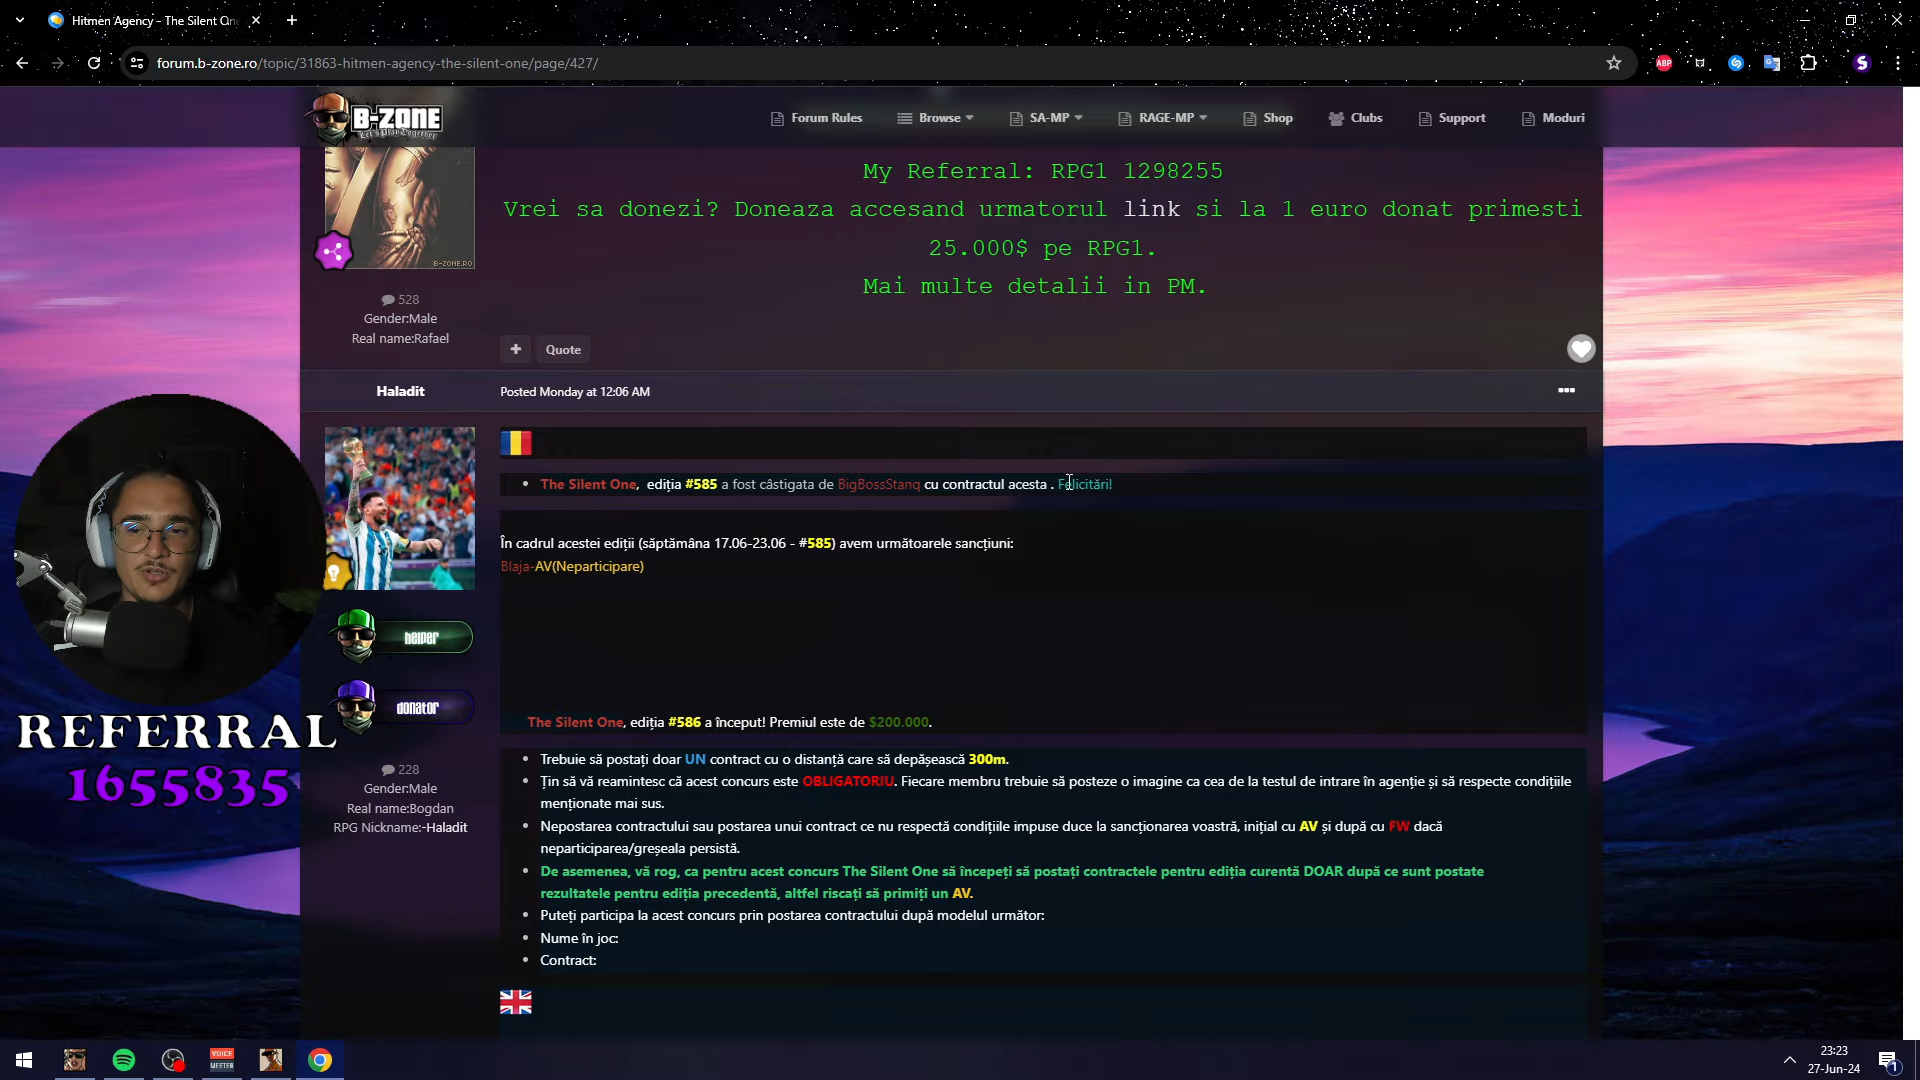 Hitmen Agency - The Silent On
forum.b-zone.ro/topic/31863-hitmen-agency-the-silent-one/page/427/
ABP
S
B-ZONE
Let's Play Together
Forum Rules
Browse
SA-MP
RAGE-MP
Shop
Clubs
Support
Moduri
My Referral: RPG1 1298255
Vrei sa donezi? Doneaza accesand urmatorul link si la 1 euro donat primesti
25.000$ pe RPG1.
Mai multe detalii in PM.
B-ZONE.RO
528
Gender:Male
Real name:Rafael
+ Quote
Haladit
Posted Monday at 12:06 AM
The Silent One, ediția #585 a fost câstigata de BigBossStanq cu contractul acesta . Felicitări!
În cadrul acestei ediții (săptămâna 17.06-23.06 - #585) avem următoarele sancțiuni:
Blaja-AV(Neparticipare)
helper
donator
The Silent One, ediția #586 a început! Premiul este de $200.000.
REFERRAL
1655835
228
Gender:Male
Real name:Bogdan
RPG Nickname:-Haladit
Trebuie să postați doar UN contract cu o distanță care să depășească 300m.
Țin să vă reamintesc că acest concurs este OBLIGATORIU. Fiecare membru trebuie să posteze o imagine ca cea de la testul de intrare în agenție și să respecte condițiile
menționate mai sus.
Nepostarea contractului sau postarea unui contract ce nu respectă condițiile impuse duce la sancționarea voastră, inițial cu AV și după cu FW dacă
neparticiparea/greșeala persistă.
De asemenea, vă rog, ca pentru acest concurs The Silent One să începeți să postați contractele pentru ediția curentă DOAR după ce sunt postate
rezultatele pentru ediția precedentă, altfel riscați să primiți un AV.
Puteți participa la acest concurs prin postarea contractului după modelul următor:
Nume în joc:
Contract:
VOICE
MEETER
23:23
27-Jun-24
1